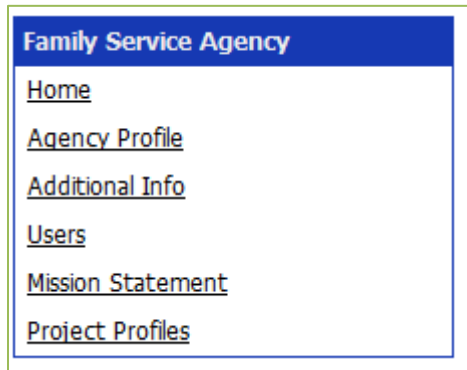 Family Service Agency
Home
Agency Profile
Additional Info
Users
Mission Statement
Project Profiles